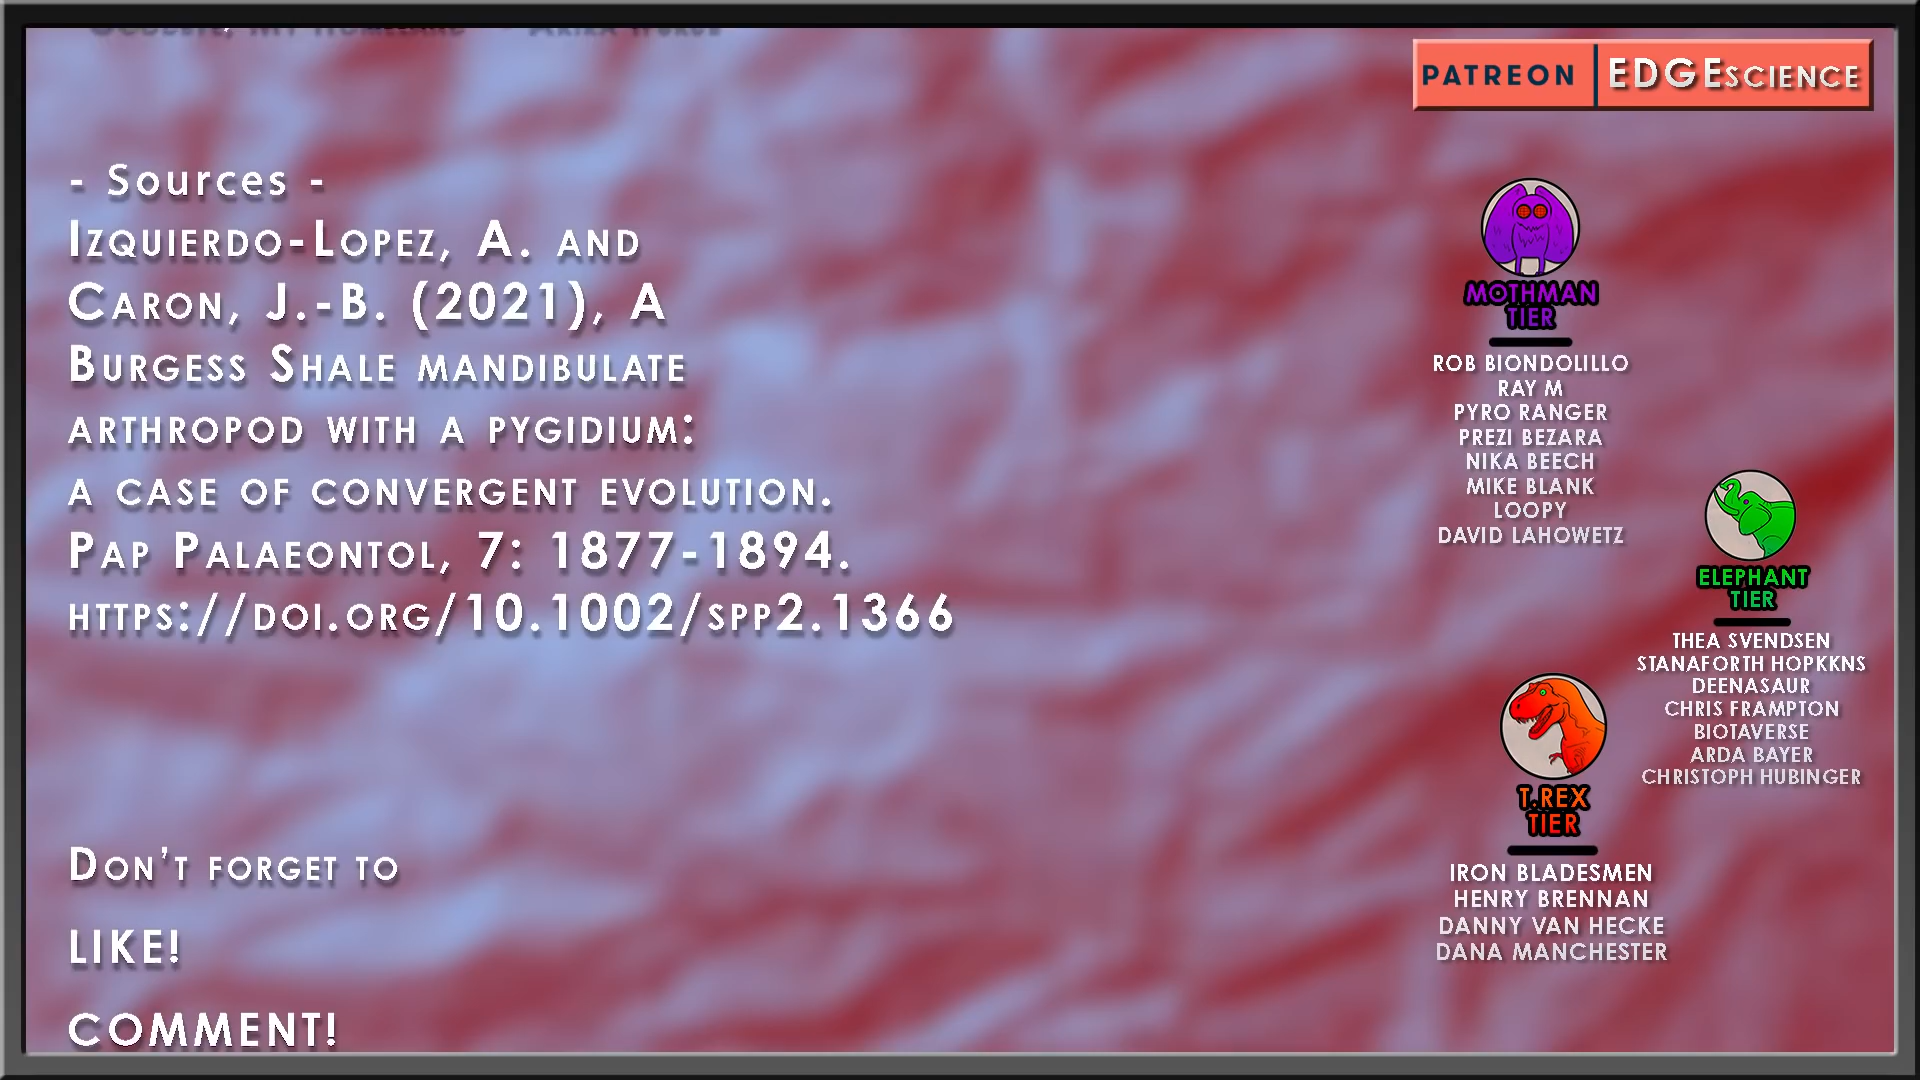 PATREON | EDGESCIENCE
- Sources -
Izquierdo-Lopez, A. and
Caron, J.-B. (2021), A
Burgess Shale mandibulate
arthropod with a pygidium:
a case of convergent evolution.
Pap Palaeontol, 7: 1877-1894.
https://doi.org/10.1002/spp2.1366
Don't forget to
LIKE!
COMMENT!
MOTHMAN
TIER
ROB BIONDOLILLO
RAY M
PYRO RANGER
PREZI BEZARA
NIKA BEECH
MIKE BLANK
LOOPY
DAVID LAHOWETZ
ELEPHANT
TIER
THEA SVENDSEN
STANAFORTH HOPKKNS
DEENASAUR
CHRIS FRAMPTON
BIOTAVERSE
ARDA BAYER
CHRISTOPH HUBINGER
T.REX
TIER
IRON BLADESMEN
HENRY BRENNAN
DANNY VAN HECKE
DANA MANCHESTER